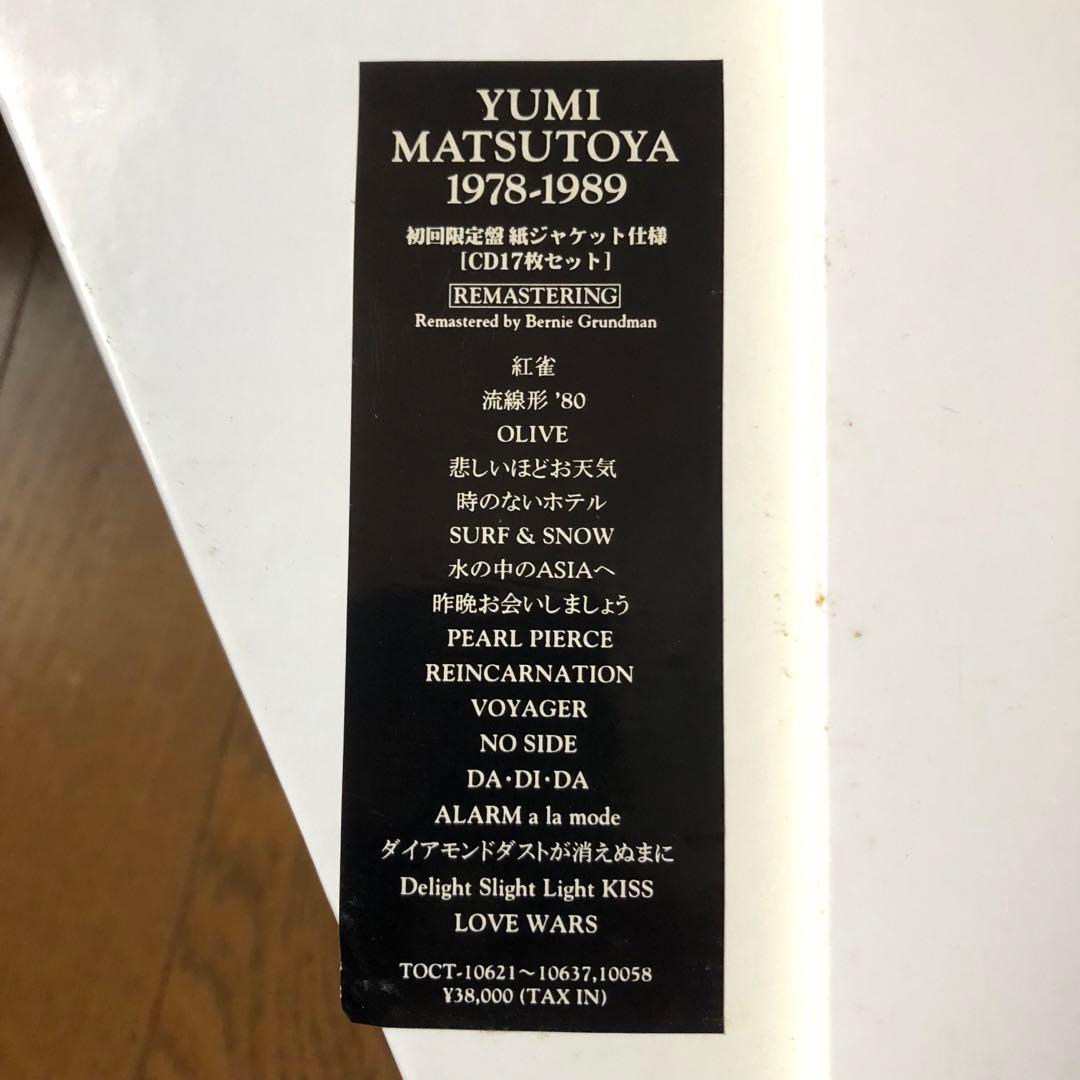 YUMI
MATSUTOYA
1978-1989
初回限定盤 紙ジャケット仕様
[CD17枚セット]
REMASTERING
Remastered by Bernie Grundman
紅雀
流線形 '80
OLIVE
悲しいほどお天気
時のないホテル
SURF & SNOW
水の中のASIAへ
昨晩お会いしましょう
PEARL PIERCE
REINCARNATION
VOYAGER
NO SIDE
DA・DI・DA
ALARM a la mode
ダイアモンドダストが消えぬまに
Delight Slight Light KISS
LOVE WARS
TOCT-10621〜10637,10058
¥38,000 (TAX IN)